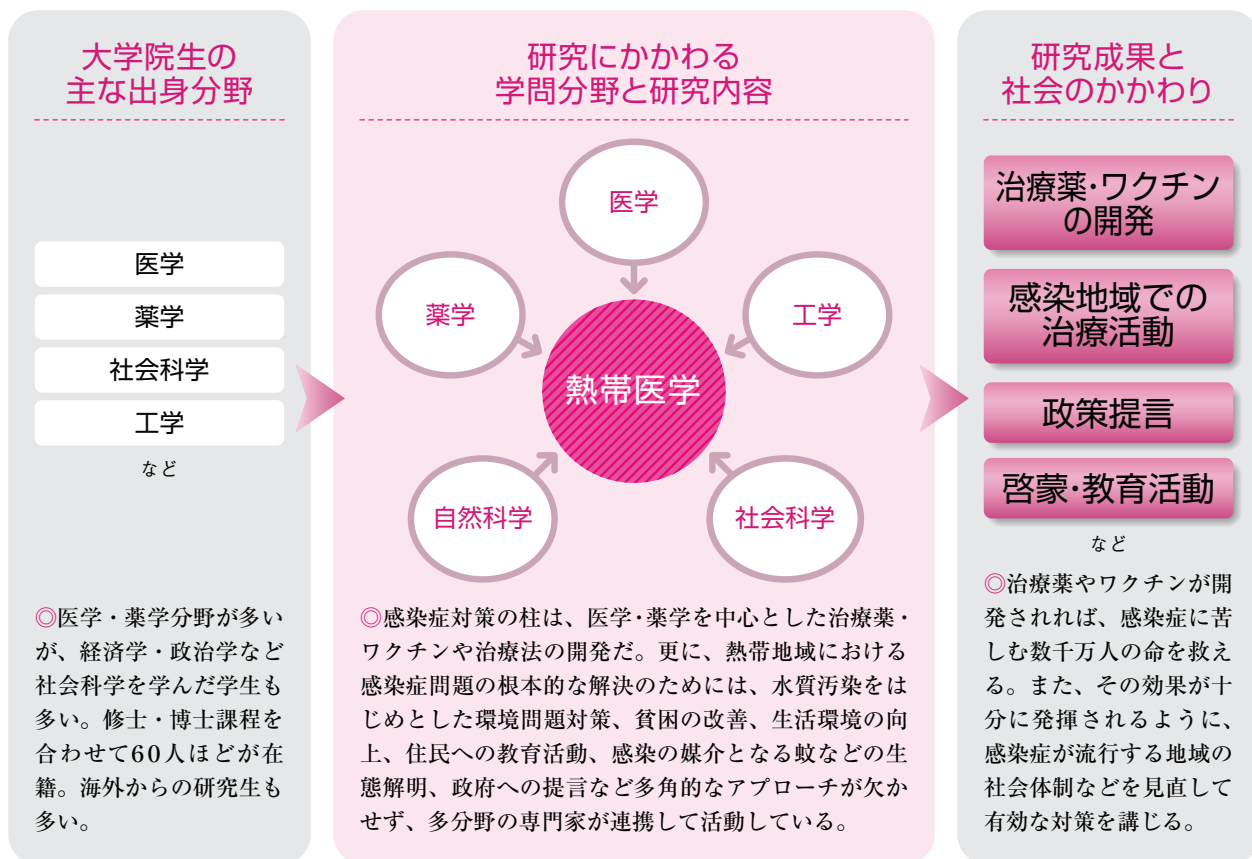 大学院生の
主な出身分野
医学
薬学
社会科学
工学
など
◎医学・薬学分野が多い
が、経済学・政治学など
社会科学を学んだ学生も
多い。修士・博士課程を
合わせて60人ほどが在
籍。海外からの研究生も
多い。
研究にかかわる
学問分野と研究内容
医学
薬学
工学
熱帯医学
自然科学
社会科学
◎感染症対策の柱は、医学・薬学を中心とした治療薬・
ワクチンや治療法の開発だ。更に、熱帯地域における
感染症問題の根本的な解決のためには、水質汚染をは
じめとした環境問題対策、貧困の改善、生活環境の向
上、住民への教育活動、感染の媒介となる蚊などの生
態解明、政府への提言など多角的なアプローチが欠か
せず、多分野の専門家が連携して活動している。
研究成果と
社会のかかわり
治療薬・ワクチン
の開発
感染地域での
治療活動
政策提言
啓蒙・教育活動
など
◎治療薬やワクチンが開
発されれば、感染症に苦
しむ数千万人の命を救え
る。また、その効果が十
分に発揮されるように、
感染症が流行する地域の
社会体制などを見直して
有効な対策を講じる。